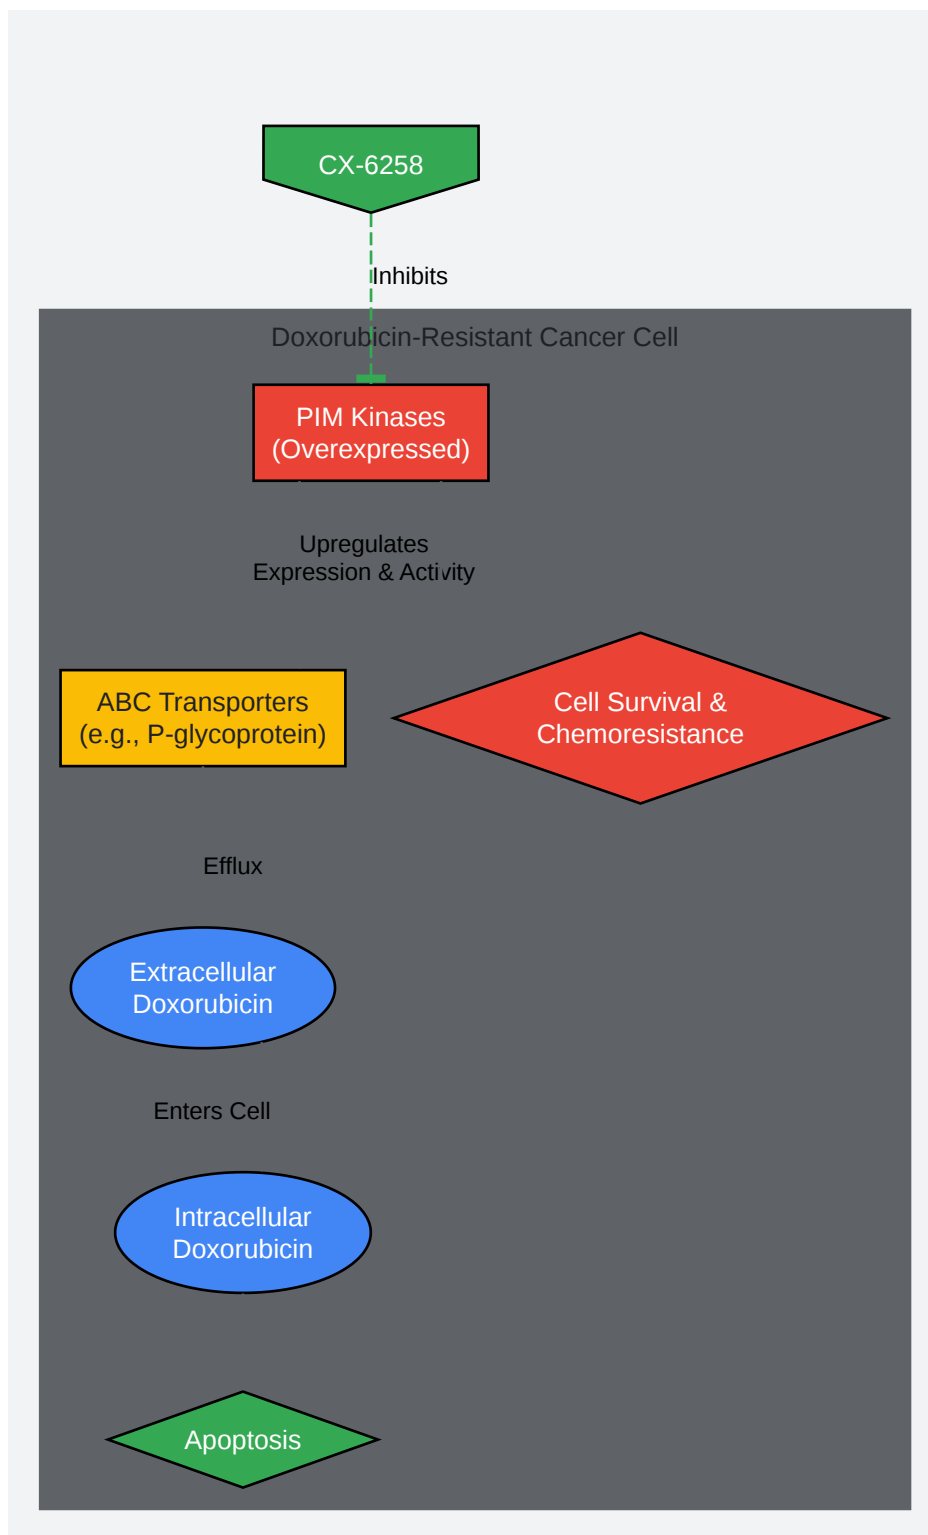 CX-6258
Inhibits
Doxorubicin-Resistant Cancer Cell
PIM Kinases
(Overexpressed)
Upregulates
Expression & Activity
ABC Transporters
(e.g., P-glycoprotein)
Cell Survival &
Chemoresistance
Efflux
Extracellular
Doxorubicin
Enters Cell
Intracellular
Doxorubicin
Apoptosis